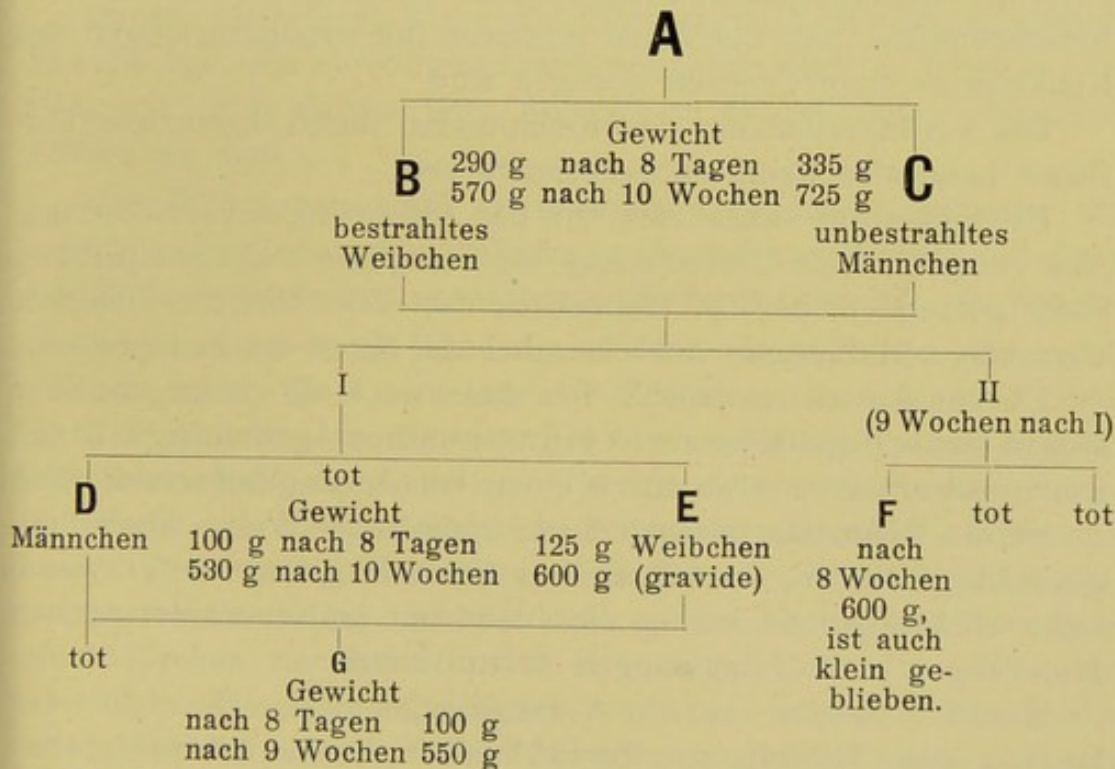 A
Gewicht
B 290 g nach 8 Tagen 335 g C
570 g nach 10 Wochen 725 g
bestrahltes
Weibchen
unbestrahltes
Männchen
I
II
(9 Wochen nach I)
D
Männchen
tot
Gewicht
100 g nach 8 Tagen 125 g
530 g nach 10 Wochen 600 g
E
Weibchen
(gravide)
F
nach
8 Wochen
600 g,
ist auch
klein ge-
blieben.
tot
tot
tot
G
Gewicht
nach 8 Tagen 100 g
nach 9 Wochen 550 g